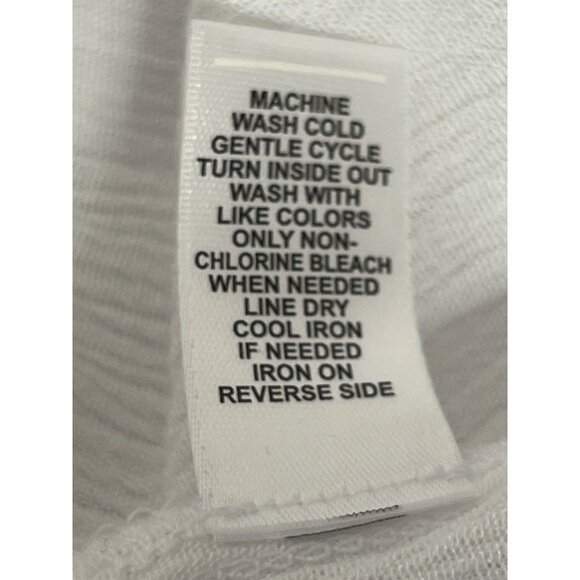 MACHINE
WASH COLD
GENTLE CYCLE
TURN INSIDE OUT
WASH WITH
LIKE COLORS
ONLY NON-
CHLORINE BLEACH
WHEN NEEDED
LINE DRY
COOL IRON
IF NEEDED
IRON ON
REVERSE SIDE